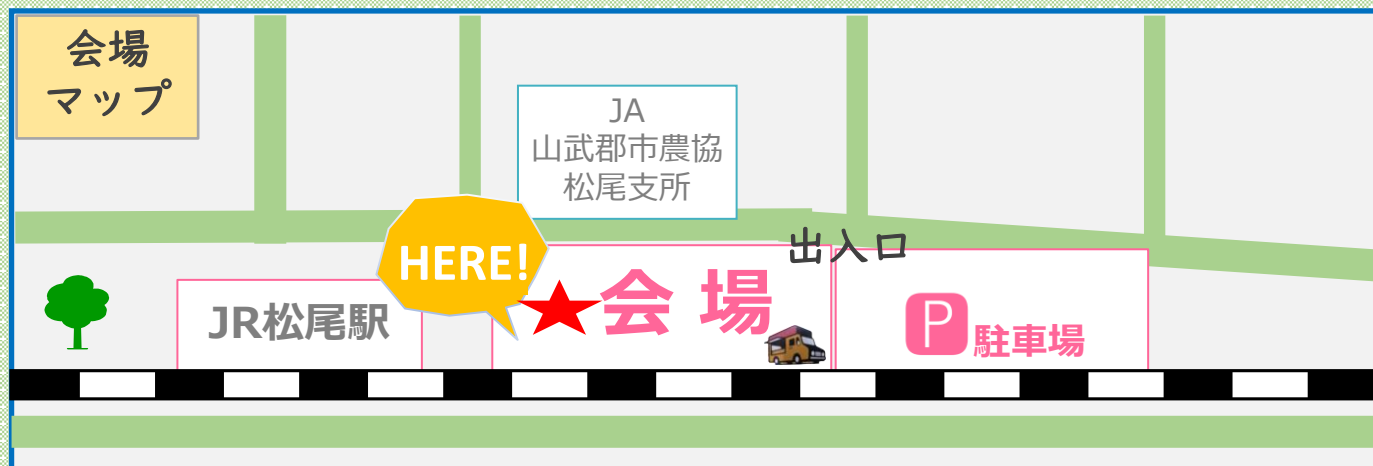 会場
マップ
JA
山武郡市農協
松尾支所
HERE!
出入口
JR松尾駅
★会 場
P駐車場